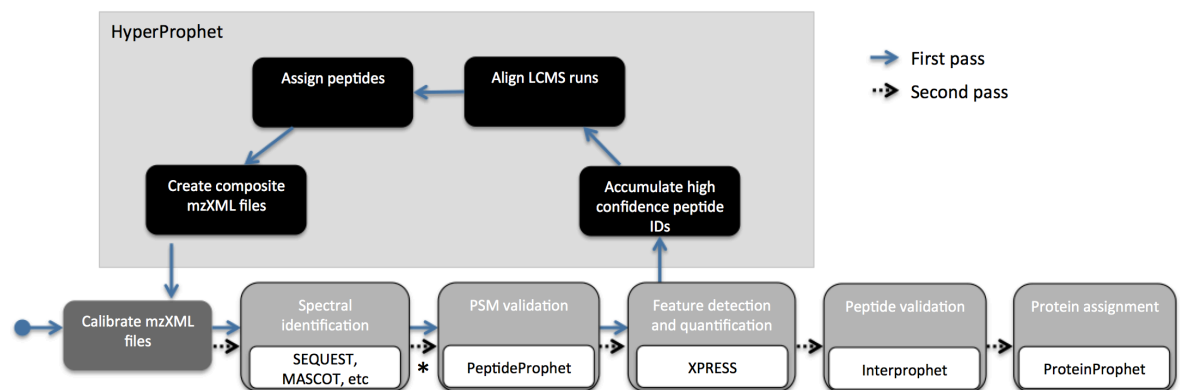 HyperProphet
First pass
Second pass
Assign peptides
Align LCMS runs
Create composite
mzXML files
Accumulate high
confidence peptide
IDs
Calibrate mzXML
files
Spectral
identification
SEQUEST,
MASCOT, etc
*
PSM validation
PeptideProphet
Feature detection
and quantification
XPRESS
Peptide validation
Interprophet
Protein assignment
ProteinProphet